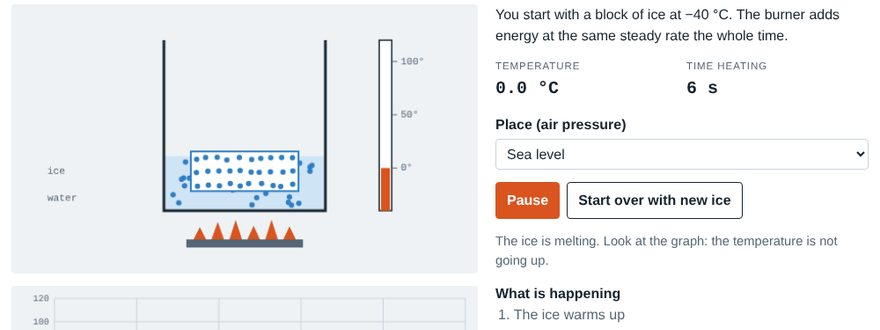 You start with a block of ice at −40 °C. The burner adds
energy at the same steady rate the whole time.
TEMPERATURE
TIME HEATING
0.0 °C
6 s
Place (air pressure)
Sea level
Pause
Start over with new ice
The ice is melting. Look at the graph: the temperature is not
going up.
What is happening
1. The ice warms up
100°
50°
0°
ice
water
120
100